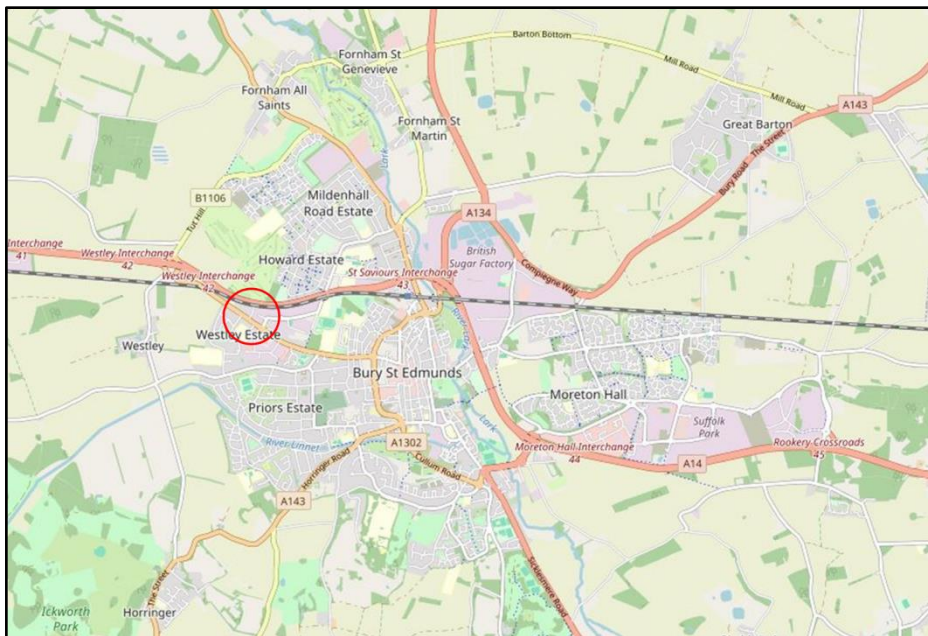 Barton Bottom
Mill Road
Fornham St
Genevieve
Fornham All
Saints
Fornham St
Martin
Mill Road
A143
Great Barton
The Street
Bury Road
Lark
B1106
Tut Hill
Mildenhall
Road Estate
A134
British
Sugar Factory
Compiegne Way
Interchange
41
Westley Interchange
42
Westley Interchange
42
Howard Estate
St Saviours Interchange
43
Westley Estate
Westley
Bury St Edmunds
River Lark
Priors Estate
Moreton Hall
Lark
Suffolk
Park
River Linnet
A1302
Moreton Hall Interchange
44
Rookery Crossroads
45
A14
Horringer Road
Cullum Road
A143
Sicklesmere Road
The Street
Horringer
Ickworth
Park